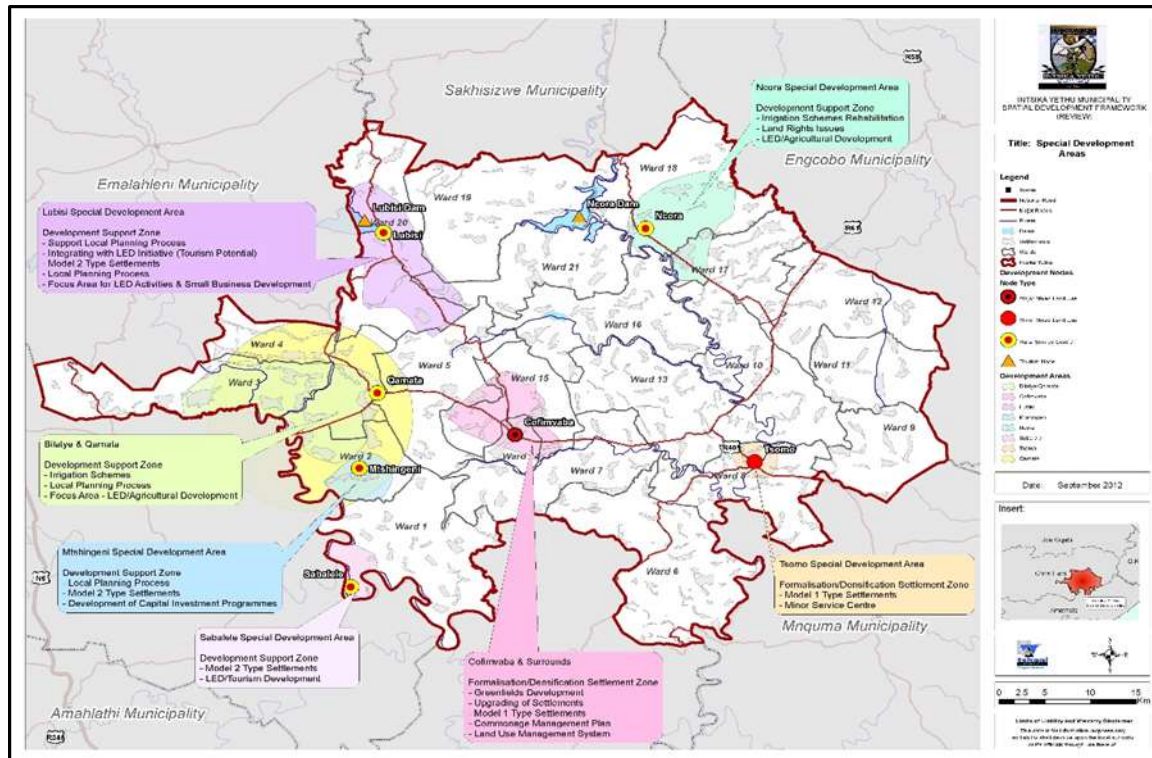 Sakhisizwe Municipality
Emalahleni Municipality
Engcobo Municipality
Mnquma Municipality
Amahlathi Municipality
R58
R61
N6
R346
Ncora Special Development Area
Development Support Zone
- Irrigation Schemes Rehabilitation
- Land Rights Issues
- LED/Agricultural Development
Lubisi Special Development Area
Development Support Zone
- Support Local Planning Process
- Integrating with LED Initiative (Tourism Potential)
- Model 2 Type Settlements
- Local Planning Process
- Focus Area for LED Activities & Small Business Development
Bilatye & Qamata
Development Support Zone
- Irrigation Schemes
- Local Planning Process
- Focus Area - LED/Agricultural Development
Mtshingeni Special Development Area
Development Support Zone
Local Planning Process
- Model 2 Type Settlements
- Development of Capital Investment Programmes
Sabalele Special Development Area
Development Support Zone
- Model 2 Type Settlements
- LED/Tourism Development
Cofimvaba & Surrounds
Formalisation/Densification Settlement Zone
- Greenfields Development
- Upgrading of Settlements
Model 1 Type Settlements
- Commonage Management Plan
- Land Use Management System
Tsomo Special Development Area
Formalisation/Densification Settlement Zone
- Model 1 Type Settlements
- Minor Service Centre
Ward 18
Ward 19
Lubisi Dam
Ward 20
Lubisi
Ncora Dam
Ncora
Ward 17
Ward 21
Ward 12
Ward 16
Ward 4
Ward 3
Ward 5
Qamata
Ward 15
Ward 13
Ward 10
Ward 11
Ward 9
Cofimvaba
Ward 2
Mtshingeni
Ward 7
Tsomo
Ward 8
Ward 1
Sabalele
Ward 6
INTSIKA YETHU MUNICIPALITY
SPATIAL DEVELOPMENT FRAMEWORK
(REVIEW)
Title: Special Development
Areas
Legend
Development Nodes
Node Type
Development Areas
Date: September 2012
Insert:
0 2.5 5 10 15
Km